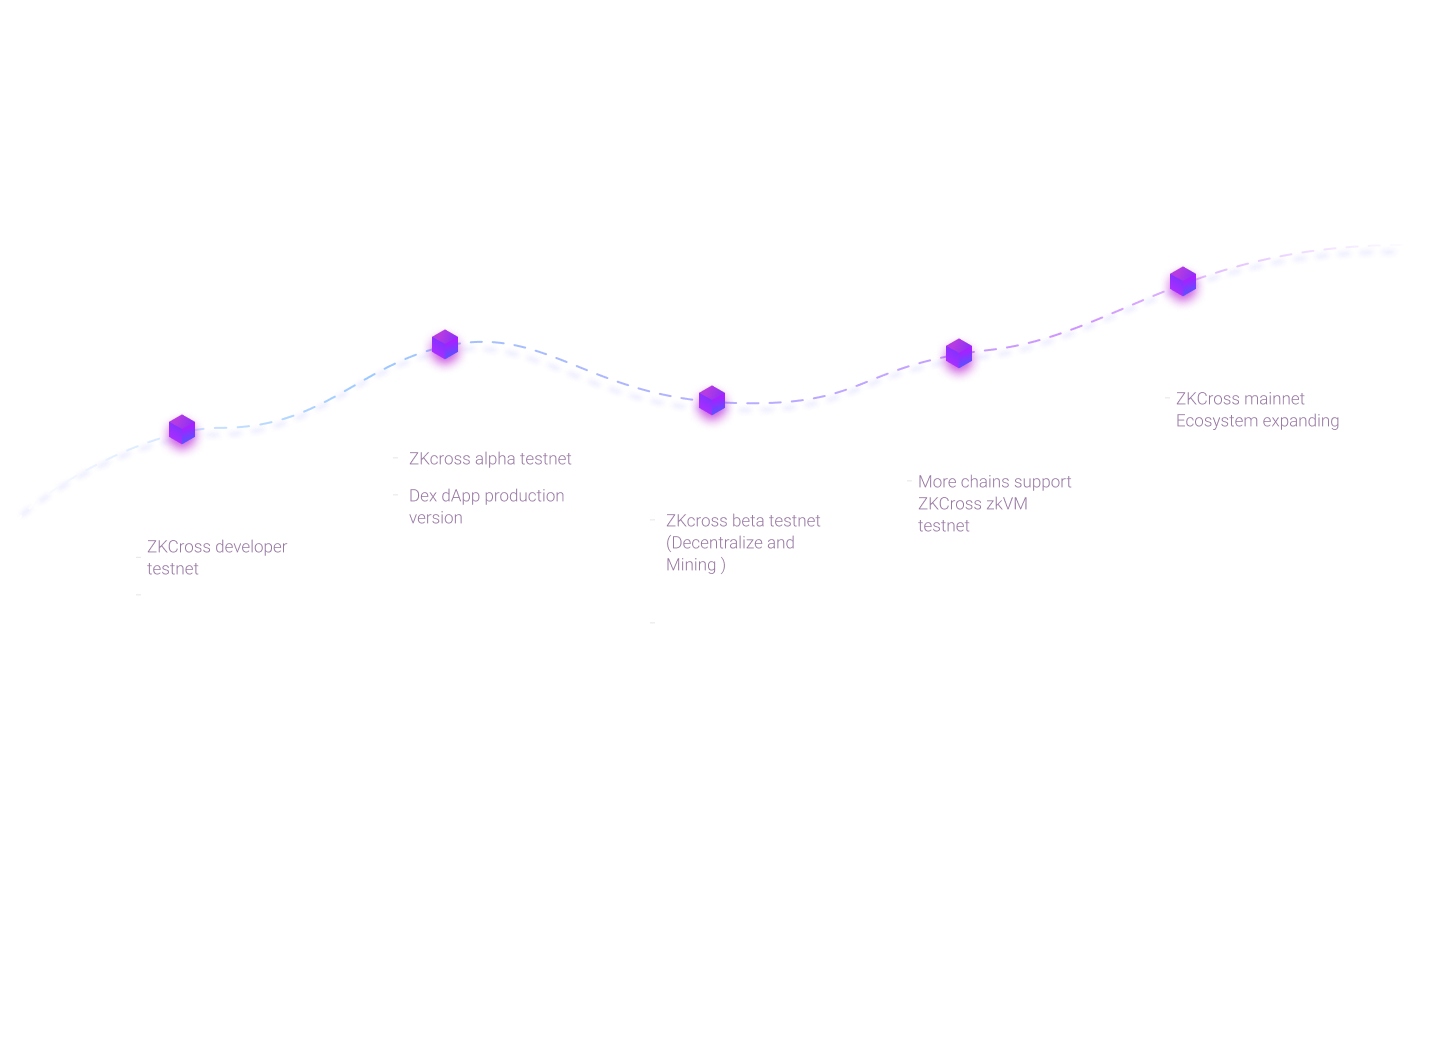 ZKCross developer
testnet
ZKcross alpha testnet
Dex dApp production
version
ZKcross beta testnet
(Decentralize and
Mining )
More chains support
ZKCross zkVM
testnet
ZKCross mainnet
Ecosystem expanding